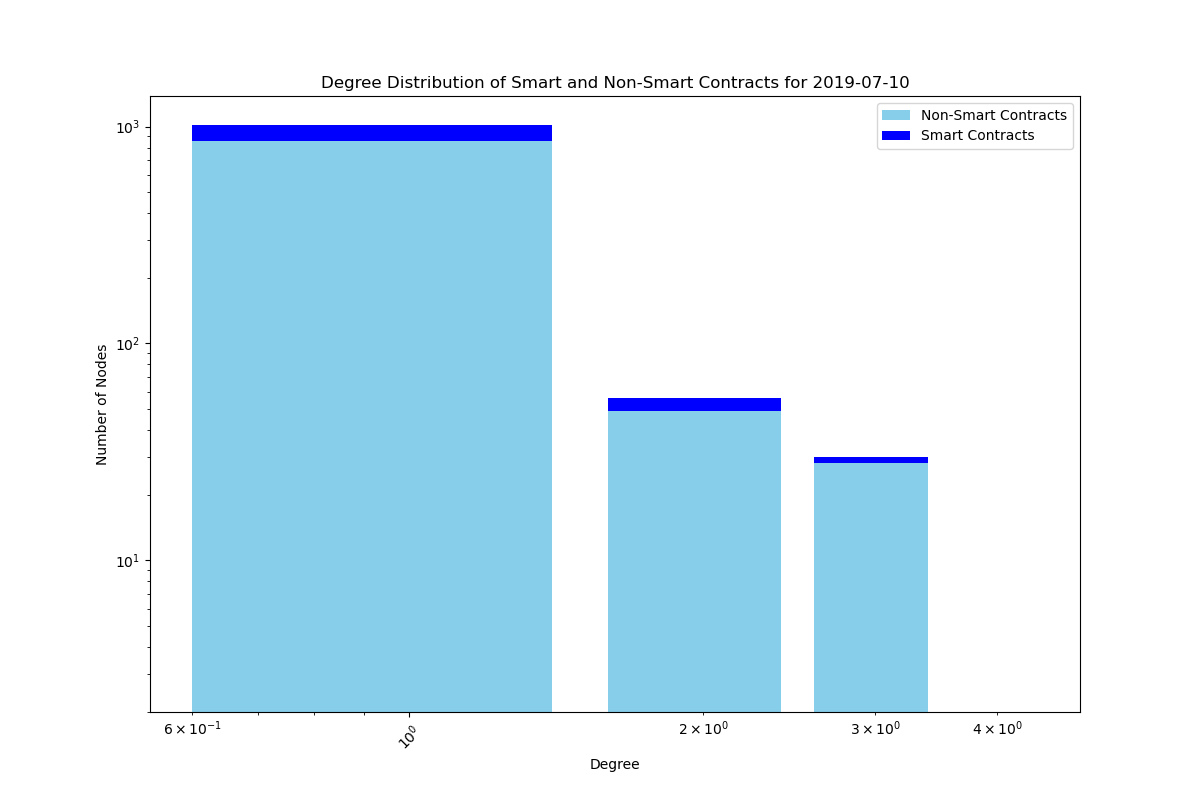 Degree Distribution of Smart and Non-Smart Contracts for 2019-07-10
Non-Smart Contracts
Smart Contracts
Number of Nodes
10³
10²
10¹
6 × 10⁻¹
10⁰
2 × 10⁰
3 × 10⁰
4 × 10⁰
Degree